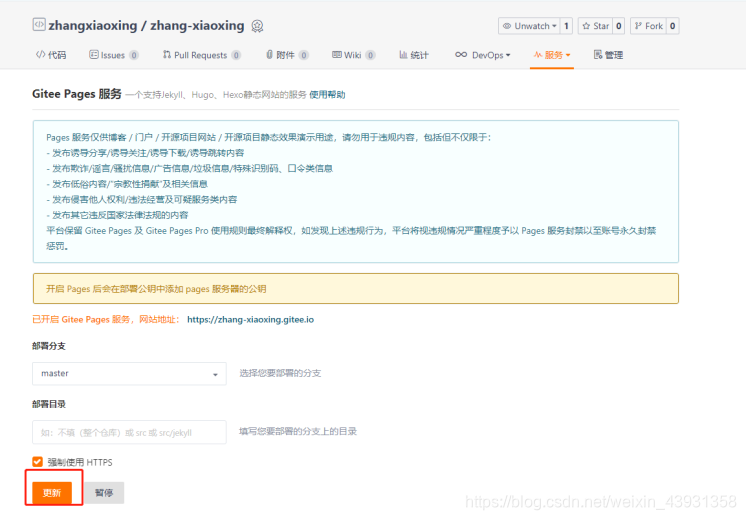 zhangxiaoxing / zhang-xiaoxing
Unwatch 1 Star 0 Fork 0
代码 Issues 0 Pull Requests 0 附件 0 Wiki 0 统计 DevOps 服务 管理
Gitee Pages 服务 一个支持Jekyll、Hugo、Hexo静态网站的服务 使用帮助
Pages 服务仅供博客 / 门户 / 开源项目网站 / 开源项目静态效果演示用途，请勿用于违规内容，包括但不仅限于：
- 发布诱导分享/诱导关注/诱导下载/诱导跳转内容
- 发布欺诈/谣言/骚扰信息/广告信息/垃圾信息/特殊识别码、口令类信息
- 发布低俗内容/"宗教性捐献"及相关信息
- 发布侵害他人权利/违法经营及可疑服务类内容
- 发布其它违反国家法律法规的内容
平台保留 Gitee Pages 及 Gitee Pages Pro 使用规则最终解释权，如发现上述违规行为，平台将视违规情况严重程度予以 Pages 服务封禁以至账号永久封禁
惩罚。
开启 Pages 后会在部署公钥中添加 pages 服务器的公钥
已开启 Gitee Pages 服务，网站地址： https://zhang-xiaoxing.gitee.io
部署分支
master 选择您要部署的分支
部署目录
如：不填（整个仓库）或 src 或 src/jekyll 填写您要部署的分支上的目录
强制使用 HTTPS
更新 暂停
https://blog.csdn.net/weixin_43931358